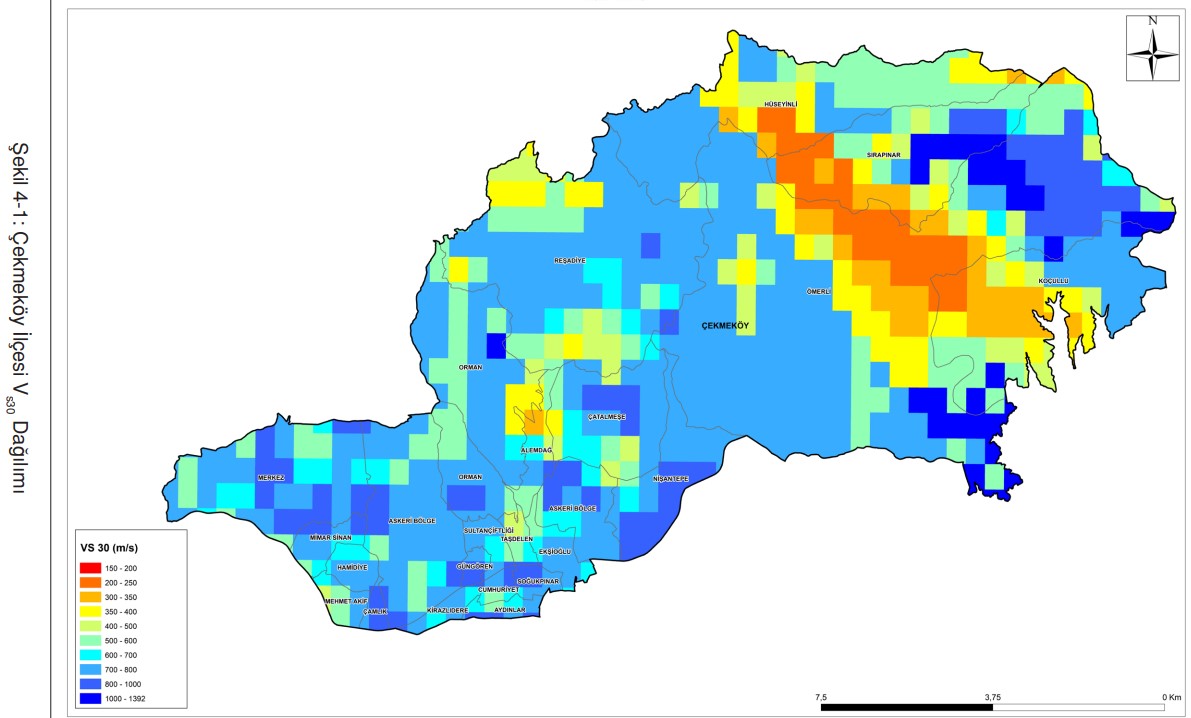 Şekil 4-1: Çekmeköy İlçesi Vs30 Dağılımı
N
HÜSEYİNLİ
SIRAPINAR
REŞADİYE
KOÇULLU
ÖMERLİ
ÇEKMEKÖY
ORMAN
ÇATALMEŞE
ALEMDAĞ
MERKEZ
ORMAN
NİŞANTEPE
ASKERİ BÖLGE
ASKERİ BÖLGE
SULTANÇİFTLİĞİ
TAŞDELEN
MİMAR SİNAN
EKŞİOĞLU
HAMİDİYE
GÜNGÖREN
SOĞUKPINAR
CUMHURİYET
MEHMET AKİF
ÇAMLIK
KİRAZLIDERE
AYDINLAR
VS 30 (m/s)
150 - 200
200 - 250
300 - 350
350 - 400
400 - 500
500 - 600
600 - 700
700 - 800
800 - 1000
1000 - 1392
7,5 3,75 0 Km